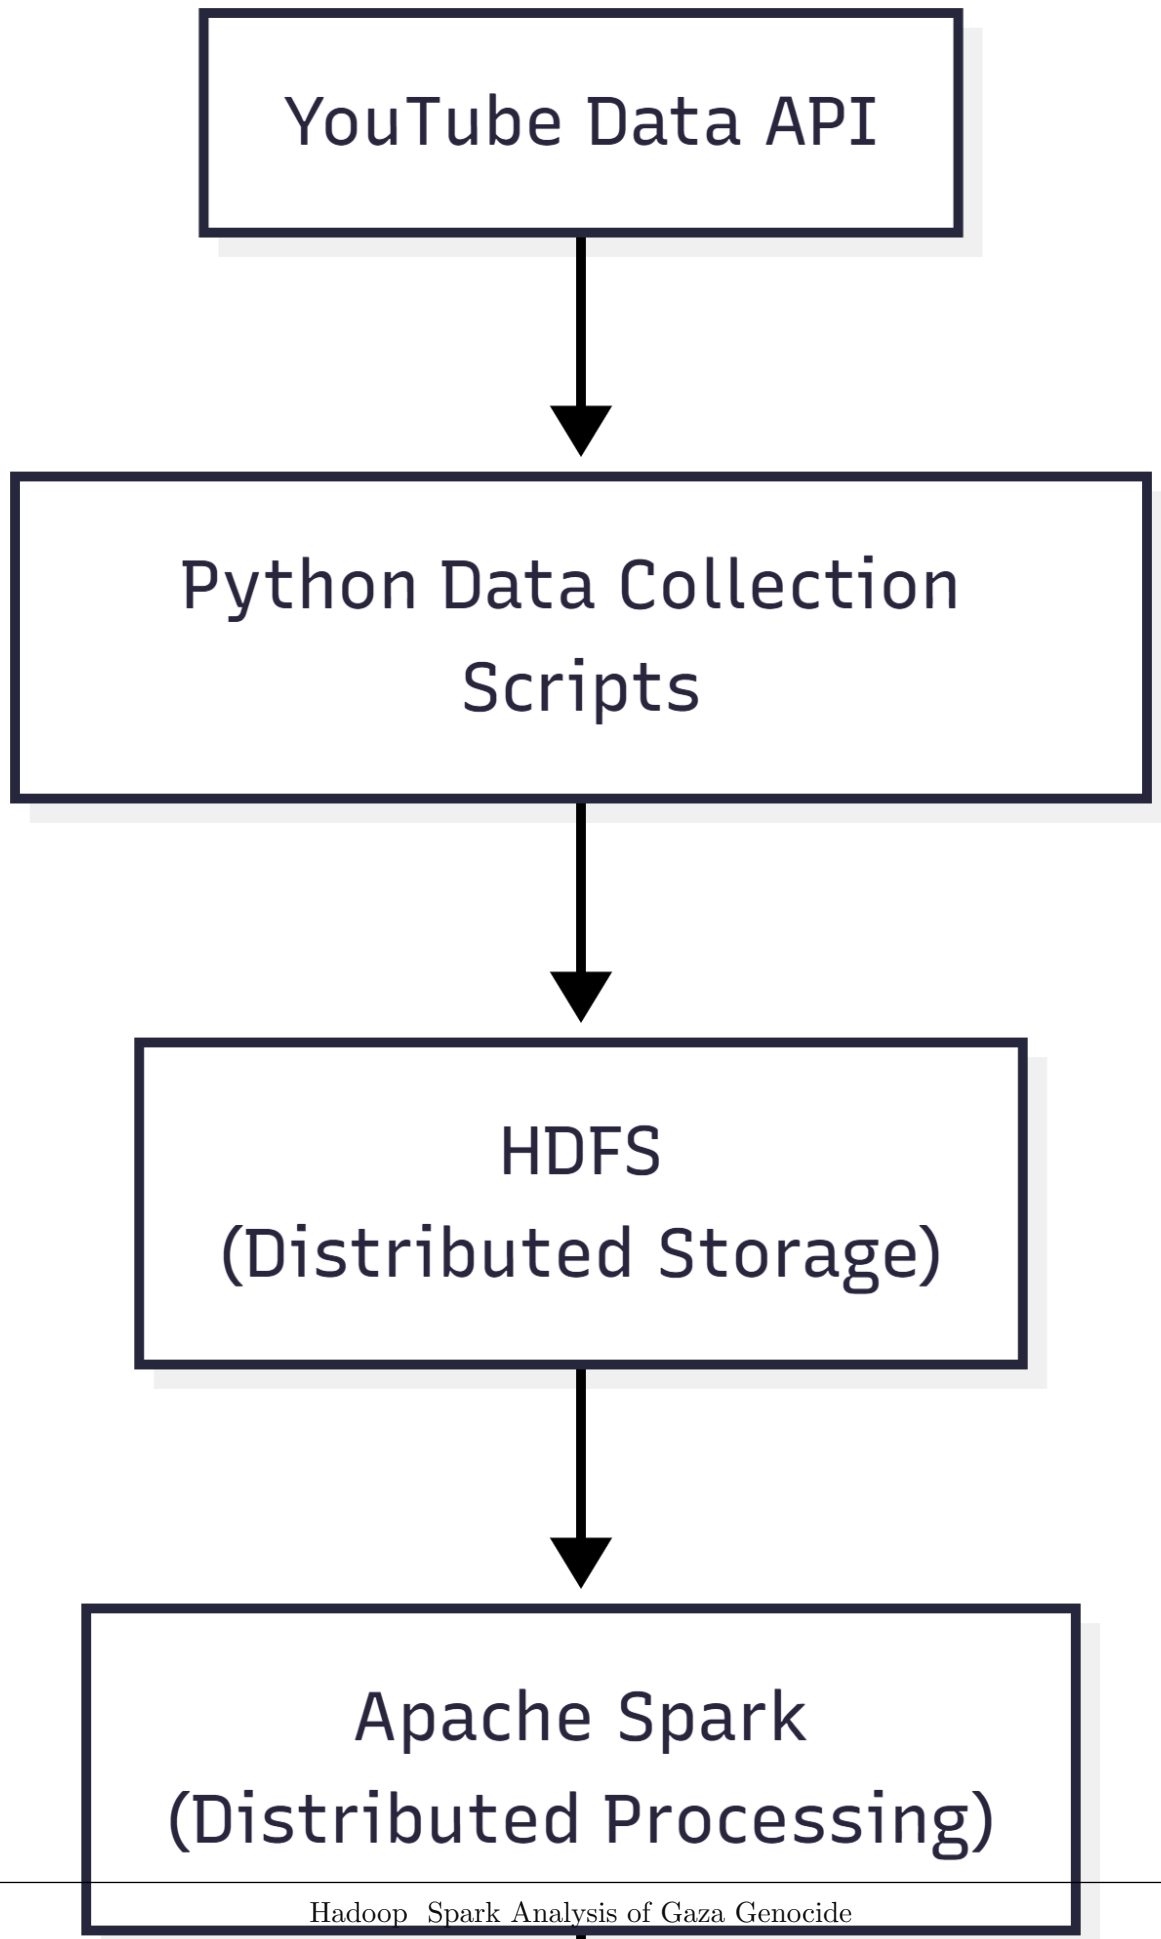 YouTube Data API
Python Data Collection
Scripts
HDFS
(Distributed Storage)
Apache Spark
(Distributed Processing)
Hadoop  Spark Analysis of Gaza Genocide